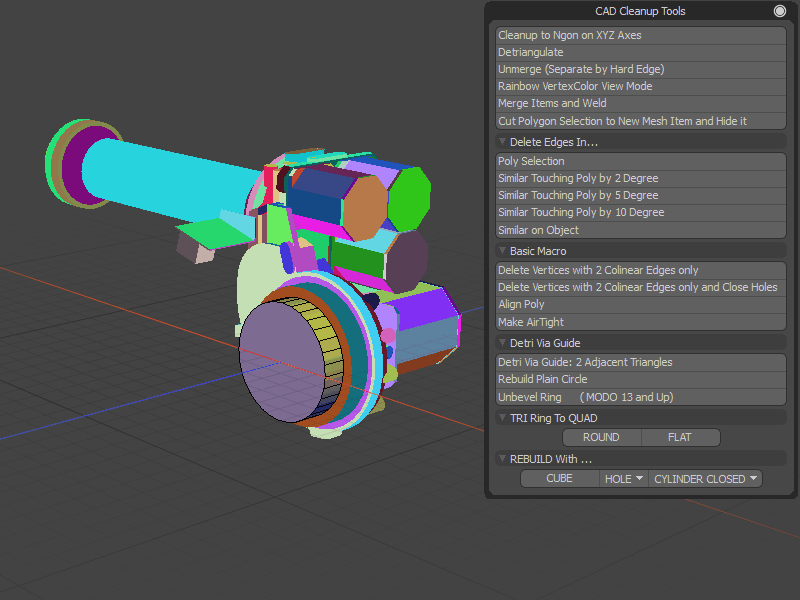 CAD Cleanup Tools
Cleanup to Ngon on XYZ Axes
Detriangulate
Unmerge (Separate by Hard Edge)
Rainbow VertexColor View Mode
Merge Items and Weld
Cut Polygon Selection to New Mesh Item and Hide it
Delete Edges In...
Poly Selection
Similar Touching Poly by 2 Degree
Similar Touching Poly by 5 Degree
Similar Touching Poly by 10 Degree
Similar on Object
Basic Macro
Delete Vertices with 2 Colinear Edges only
Delete Vertices with 2 Colinear Edges only and Close Holes
Align Poly
Make AirTight
Detri Via Guide
Detri Via Guide: 2 Adjacent Triangles
Rebuild Plain Circle
Unbevel Ring (MODO 13 and Up)
TRI Ring To QUAD
ROUND FLAT
REBUILD With ...
CUBE HOLE CYLINDER CLOSED